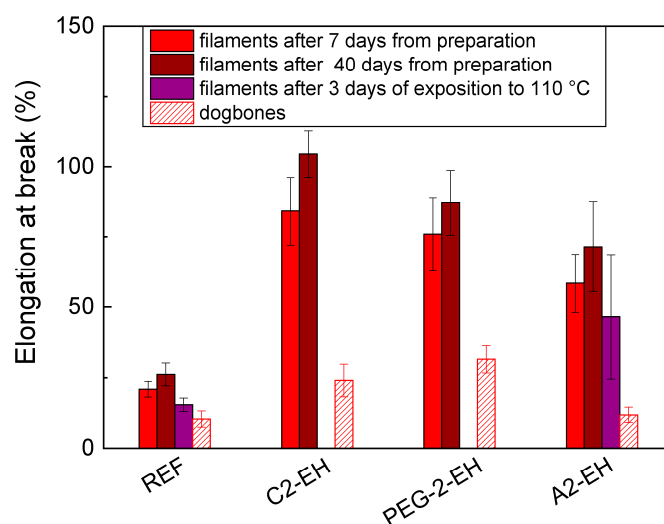 150
100
50
0
Elongation at break (%)
filaments after 7 days from preparation
filaments after 40 days from preparation
filaments after 3 days of exposition to 110 °C
dogbones
REF
C2-EH
PEG-2-EH
A2-EH